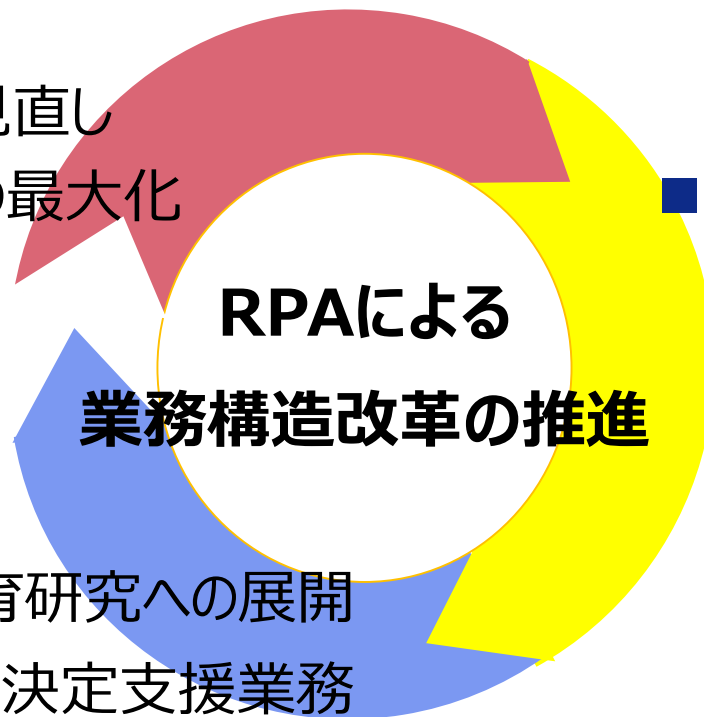 見直し
の最大化
RPAによる
業務構造改革の推進
育研究への展開
決定支援業務